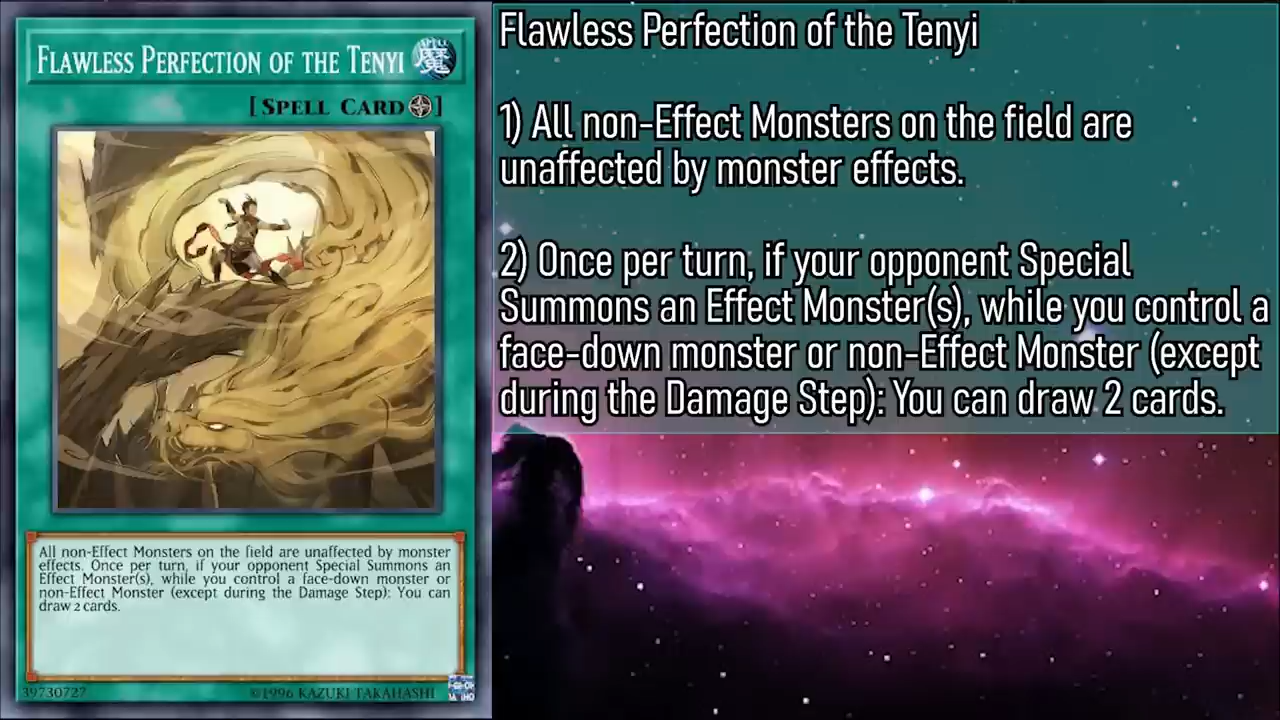 FLAWLESS PERFECTION OF THE TENYI
魔
[SPELL CARD]
All non-Effect Monsters on the field are unaffected by monster
effects. Once per turn, if your opponent Special Summons an
Effect Monster(s), while you control a face-down monster or
non-Effect Monster (except during the Damage Step): You can
draw 2 cards.
39730727
©1996 KAZUKI TAKAHASHI
Flawless Perfection of the Tenyi
1) All non-Effect Monsters on the field are
unaffected by monster effects.
2) Once per turn, if your opponent Special
Summons an Effect Monster(s), while you control a
face-down monster or non-Effect Monster (except
during the Damage Step): You can draw 2 cards.